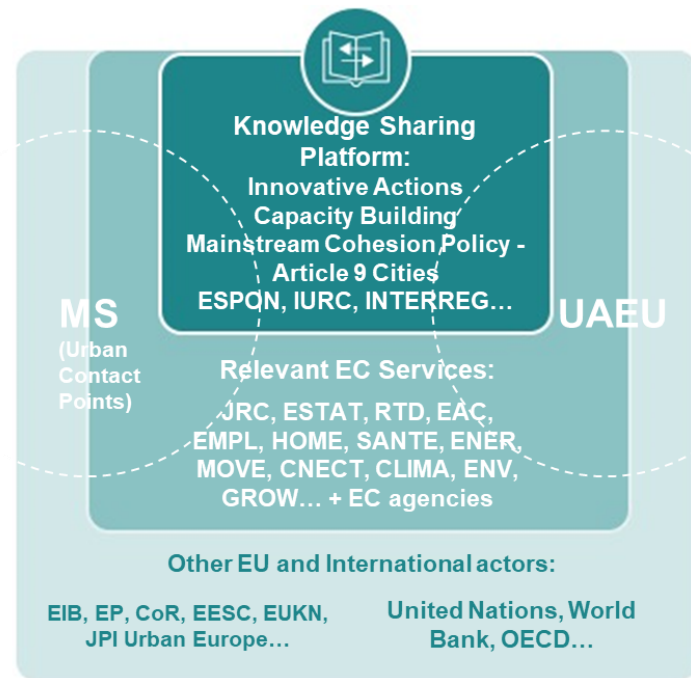 Knowledge Sharing
Platform:
Innovative Actions
Capacity Building
Mainstream Cohesion Policy -
Article 9 Cities
ESPON, IURC, INTERREG…
MS
(Urban
Contact
Points)
UAEU
Relevant EC Services:
JRC, ESTAT, RTD, EAC,
EMPL, HOME, SANTE, ENER,
MOVE, CNECT, CLIMA, ENV,
GROW… + EC agencies
Other EU and International actors:
EIB, EP, CoR, EESC, EUKN,
JPI Urban Europe…
United Nations, World
Bank, OECD…